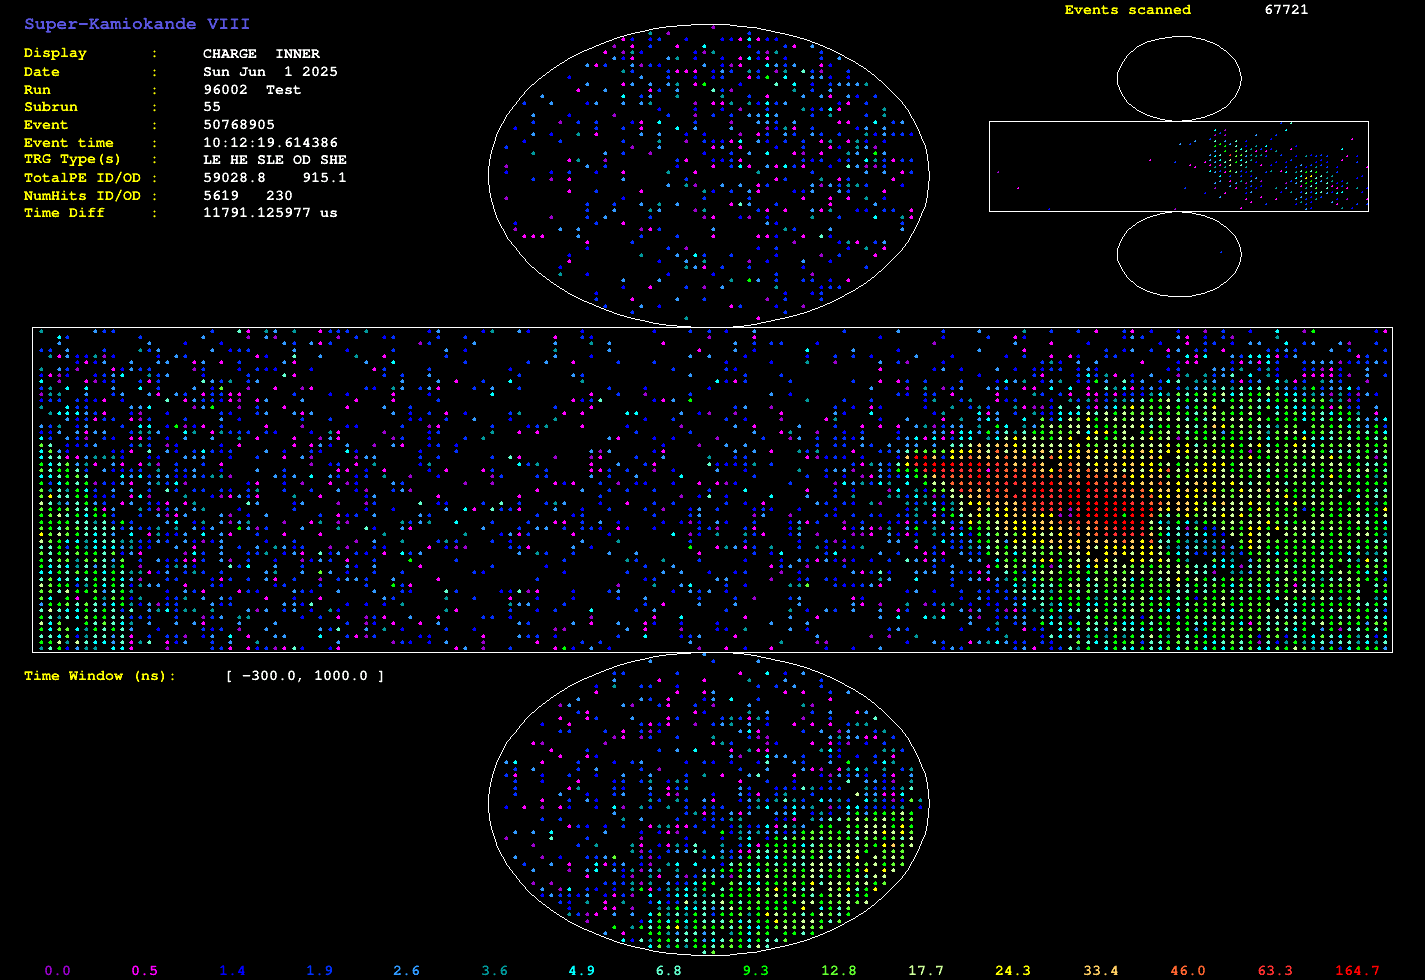 Super-Kamiokande VIII
Display : CHARGE INNER
Date : Sun Jun 1 2025
Run : 96002 Test
Subrun : 55
Event : 50768905
Event time : 10:12:19.614386
TRG Type(s) : LE HE SLE OD SHE
TotalPE ID/OD : 59028.8 915.1
NumHits ID/OD : 5619 230
Time Diff : 11791.125977 us
Events scanned 67721
Time Window (ns): [ -300.0, 1000.0 ]
0.0 0.5 1.4 1.9 2.6 3.6 4.9 6.8 9.3 12.8 17.7 24.3 33.4 46.0 63.3 164.7